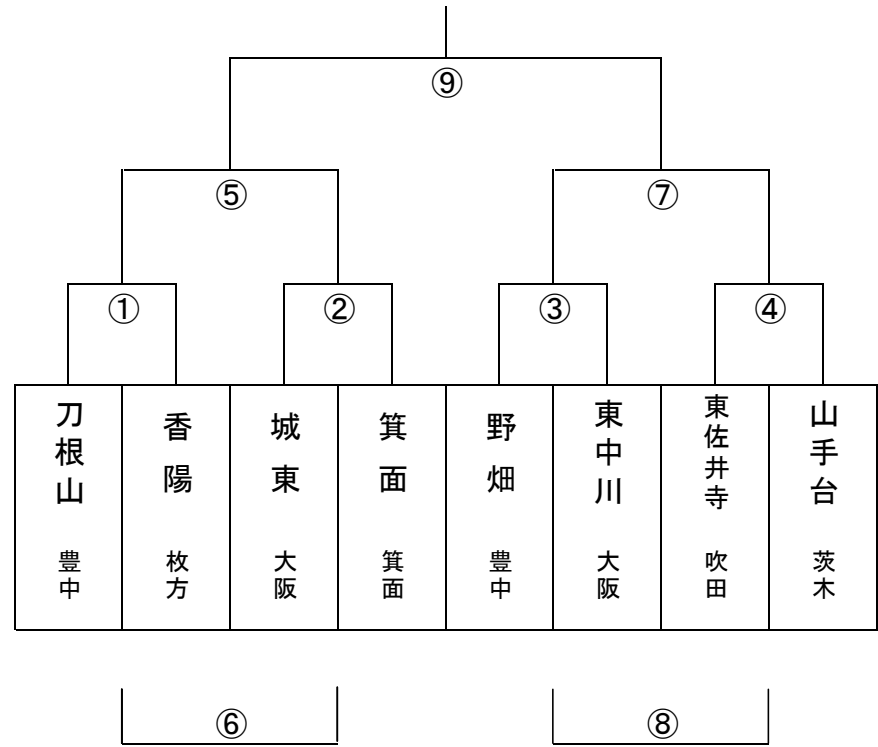 ⑨
⑤
⑦
①
②
③
④
刀根山
豊中
香陽
枚方
城東
大阪
箕面
箕面
野畑
豊中
東中川
大阪
東佐井寺
吹田
山手台
茨木
⑥
⑧